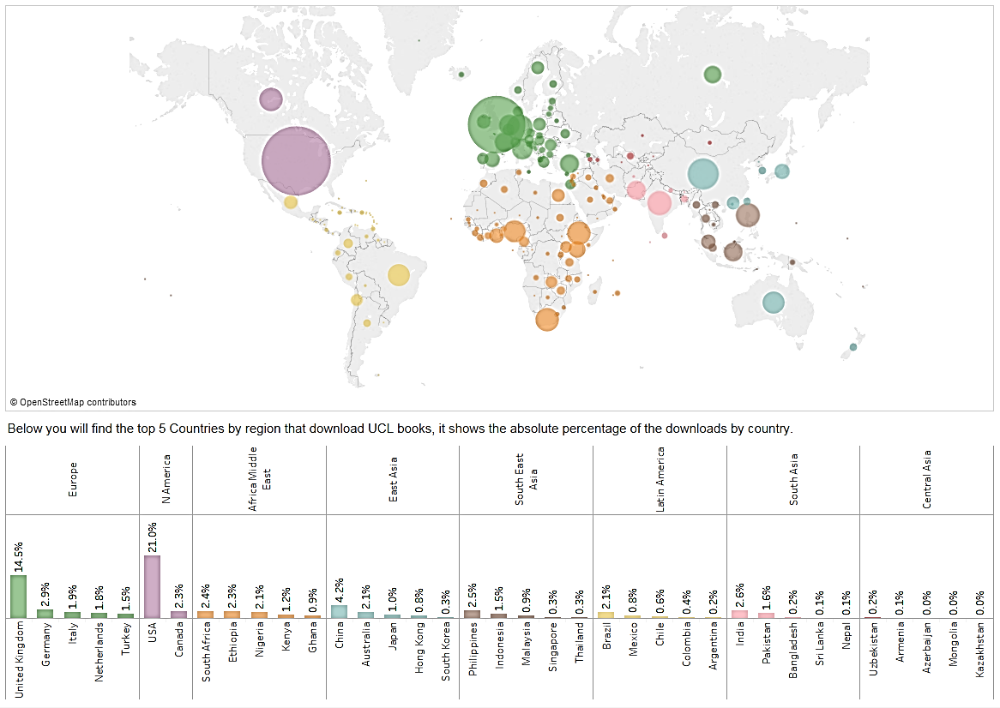 © OpenStreetMap contributors
Below you will find the top 5 Countries by region that download UCL books, it shows the absolute percentage of the downloads by country.
Europe
N America
Africa Middle
East
East Asia
South East
Asia
Latin America
South Asia
Central Asia
14.5%
2.9%
1.9%
1.8%
1.5%
21.0%
2.3%
2.4%
2.3%
2.1%
1.2%
0.9%
4.2%
2.1%
1.0%
0.8%
0.3%
2.5%
1.5%
0.9%
0.3%
0.3%
2.1%
0.8%
0.6%
0.4%
0.2%
2.6%
1.6%
0.2%
0.1%
0.1%
0.2%
0.1%
0.0%
0.0%
0.0%
United Kingdom
Germany
Italy
Netherlands
Turkey
USA
Canada
South Africa
Ethiopia
Nigeria
Kenya
Ghana
China
Australia
Japan
Hong Kong
South Korea
Philippines
Indonesia
Malaysia
Singapore
Thailand
Brazil
Mexico
Chile
Colombia
Argentina
India
Pakistan
Bangladesh
Sri Lanka
Nepal
Uzbekistan
Armenia
Azerbaijan
Mongolia
Kazakhstan